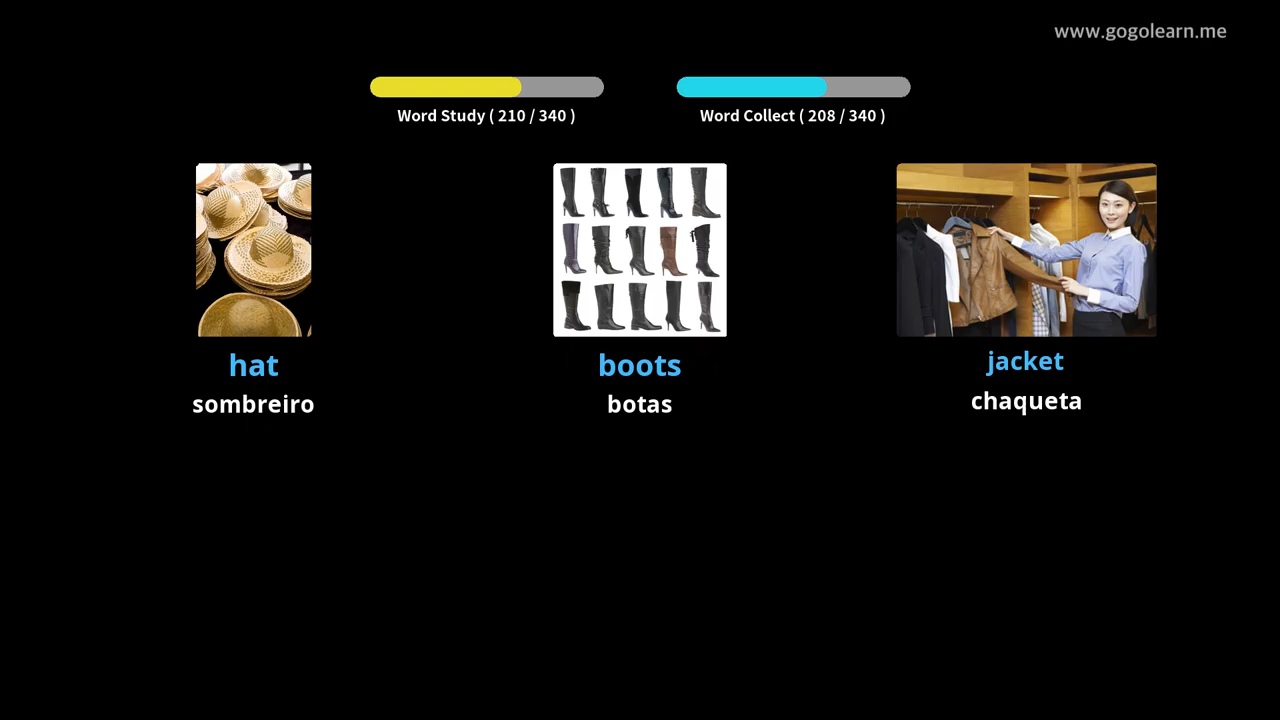 www.gogolearn.me
Word Study ( 210 / 340 )
Word Collect ( 208 / 340 )
hat
sombreiro
boots
botas
jacket
chaqueta